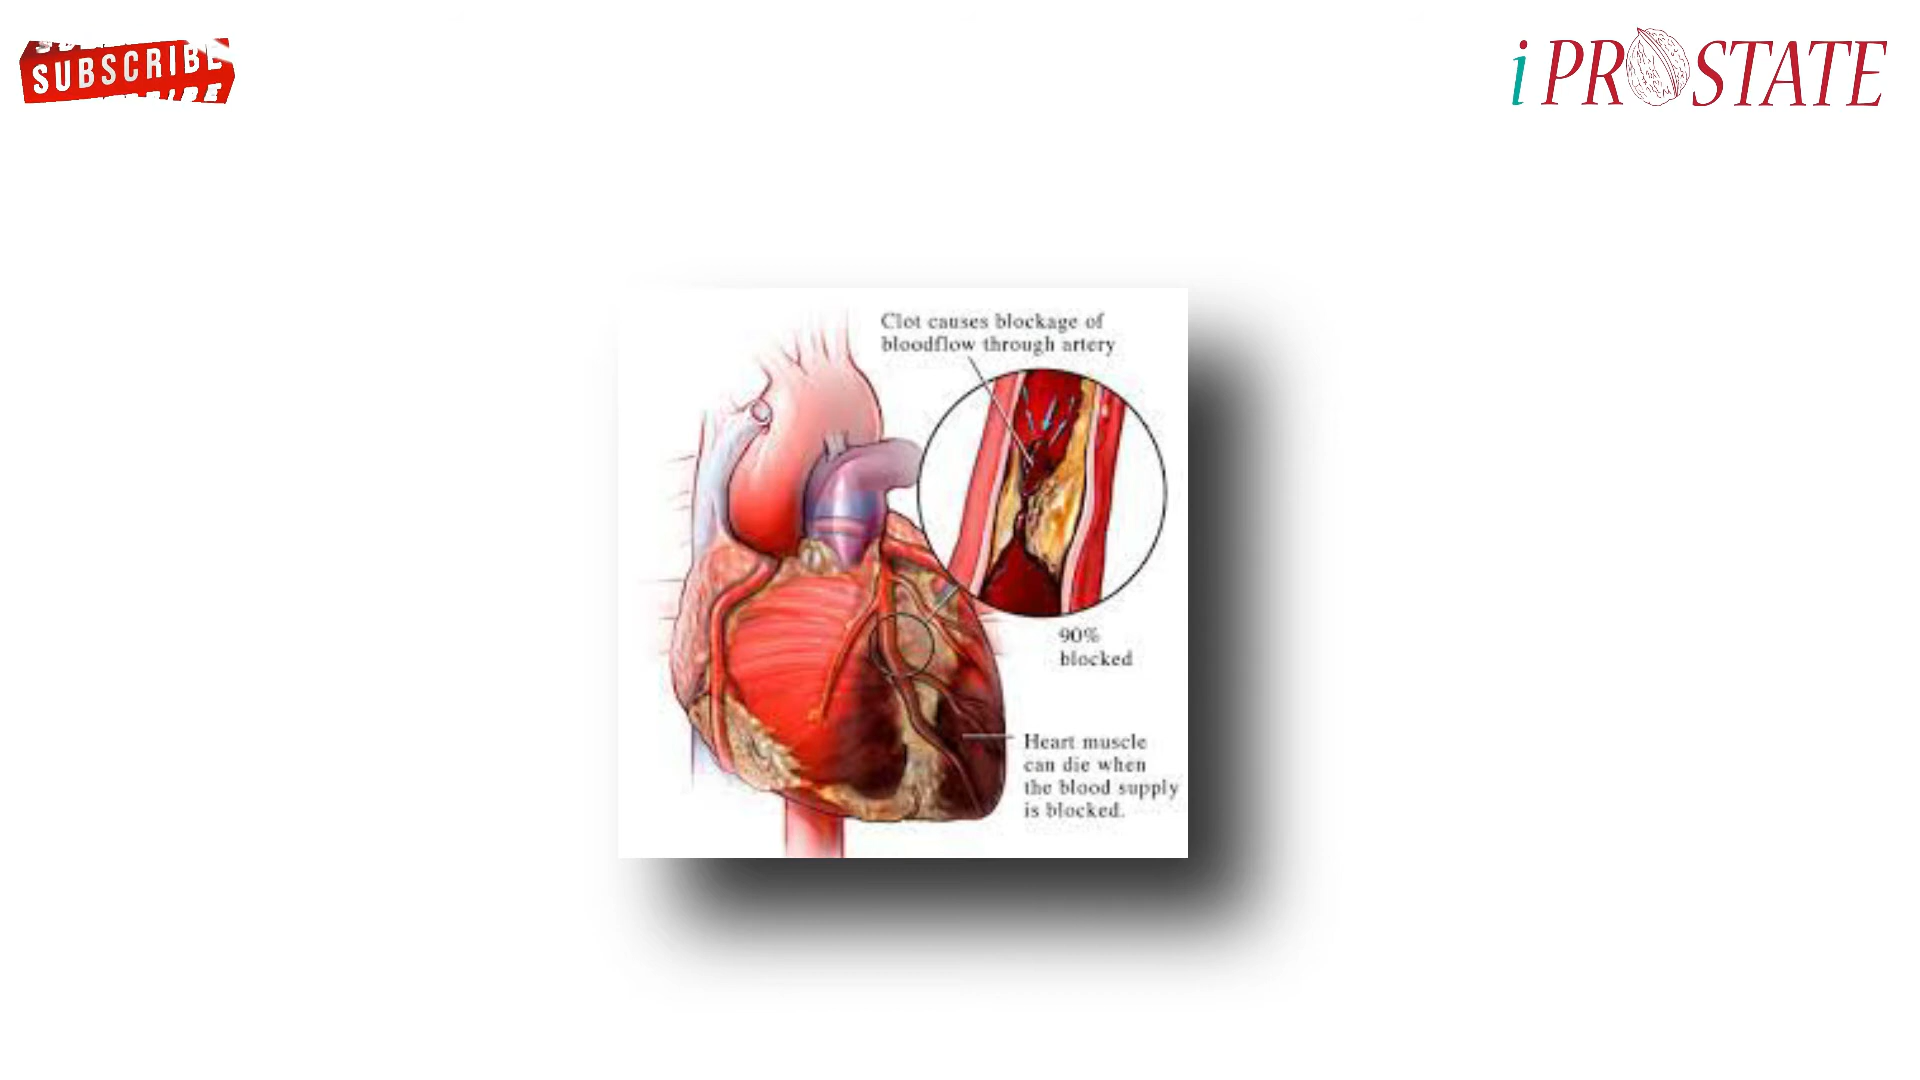 SUBSCRIBE
i PROSTATE
Clot causes blockage of
bloodflow through artery
90%
blocked
Heart muscle
can die when
the blood supply
is blocked.